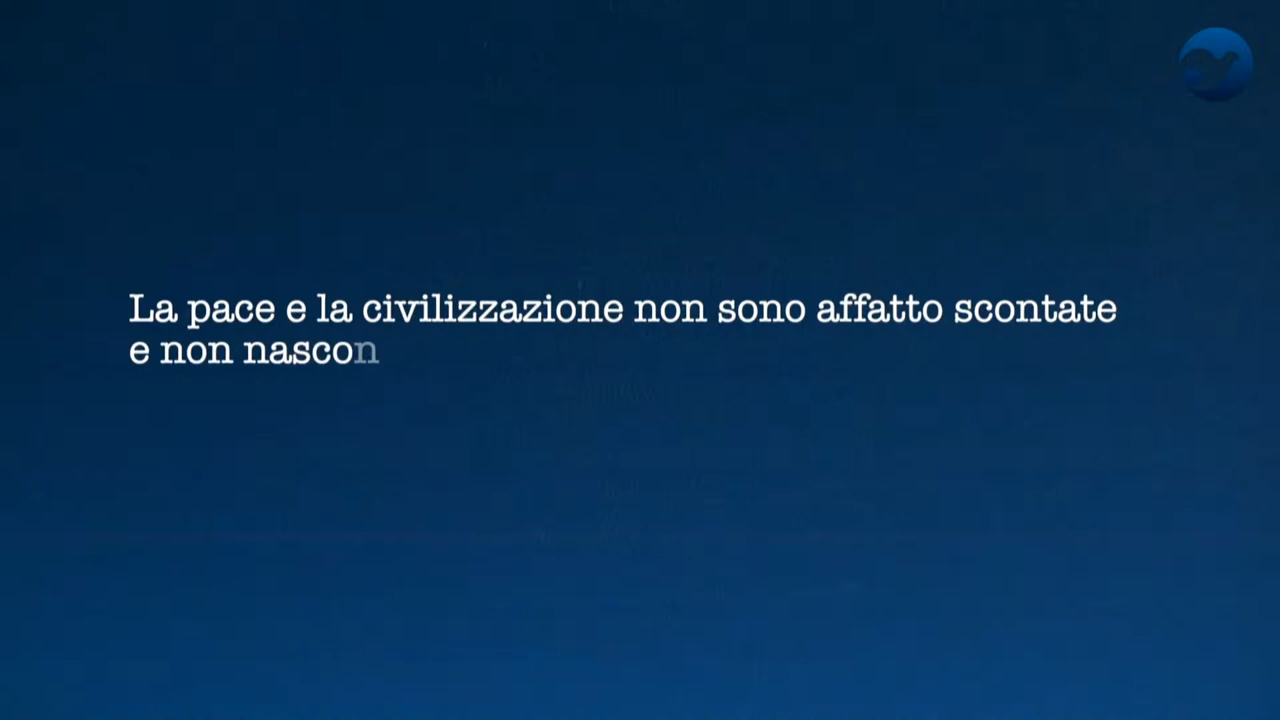 La pace e la civilizzazione non sono affatto scontate
e non nascon